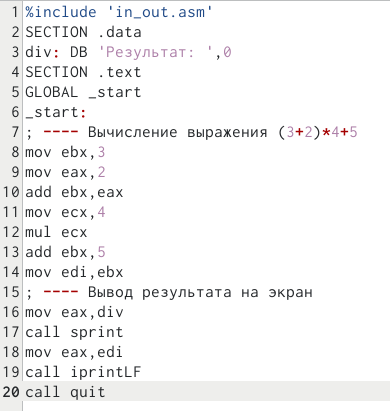 1 %include 'in_out.asm'
2 SECTION .data
3 div: DB 'Результат: ',0
4 SECTION .text
5 GLOBAL _start
6 _start:
7 ; ---- Вычисление выражения (3+2)*4+5
8 mov ebx,3
9 mov eax,2
10 add ebx,eax
11 mov ecx,4
12 mul ecx
13 add ebx,5
14 mov edi,ebx
15 ; ---- Вывод результата на экран
16 mov eax,div
17 call sprint
18 mov eax,edi
19 call iprintLF
20 call quit